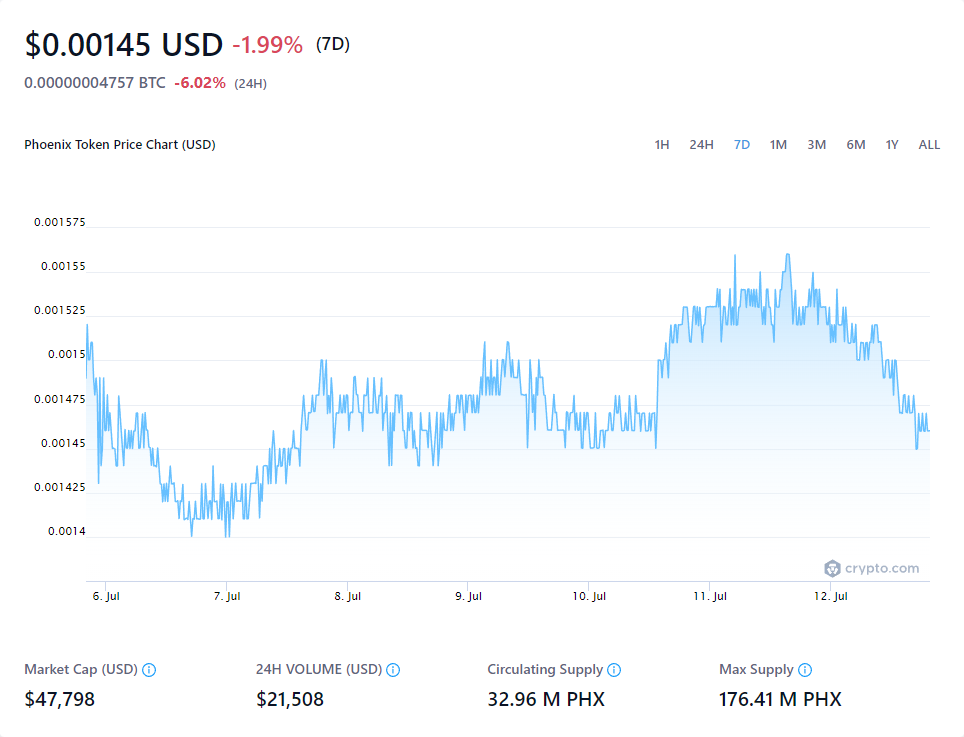 $0.00145 USD -1.99% (7D)
0.00000004757 BTC -6.02% (24H)
Phoenix Token Price Chart (USD) 1H 24H 7D 1M 3M 6M 1Y ALL
0.001575
0.00155
0.001525
0.0015
0.001475
0.00145
0.001425
0.0014
crypto.com
6. Jul 7. Jul 8. Jul 9. Jul 10. Jul 11. Jul 12. Jul
Market Cap (USD) 24H VOLUME (USD) Circulating Supply Max Supply
$47,798 $21,508 32.96 M PHX 176.41 M PHX